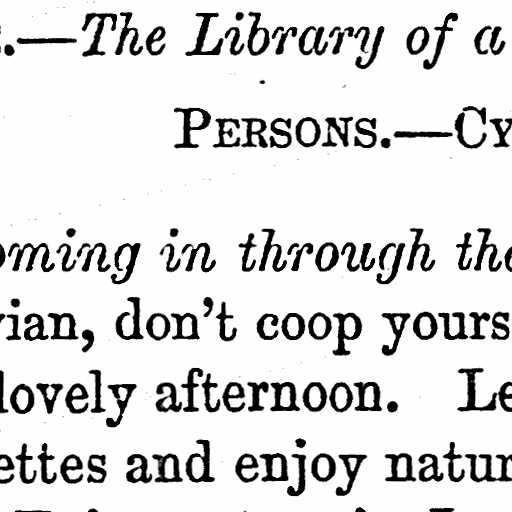 .—The Library of a
PERSONS.—CY
oming in through the
vian, don't coop yours
lovely afternoon. Le
ettes and enjoy natur